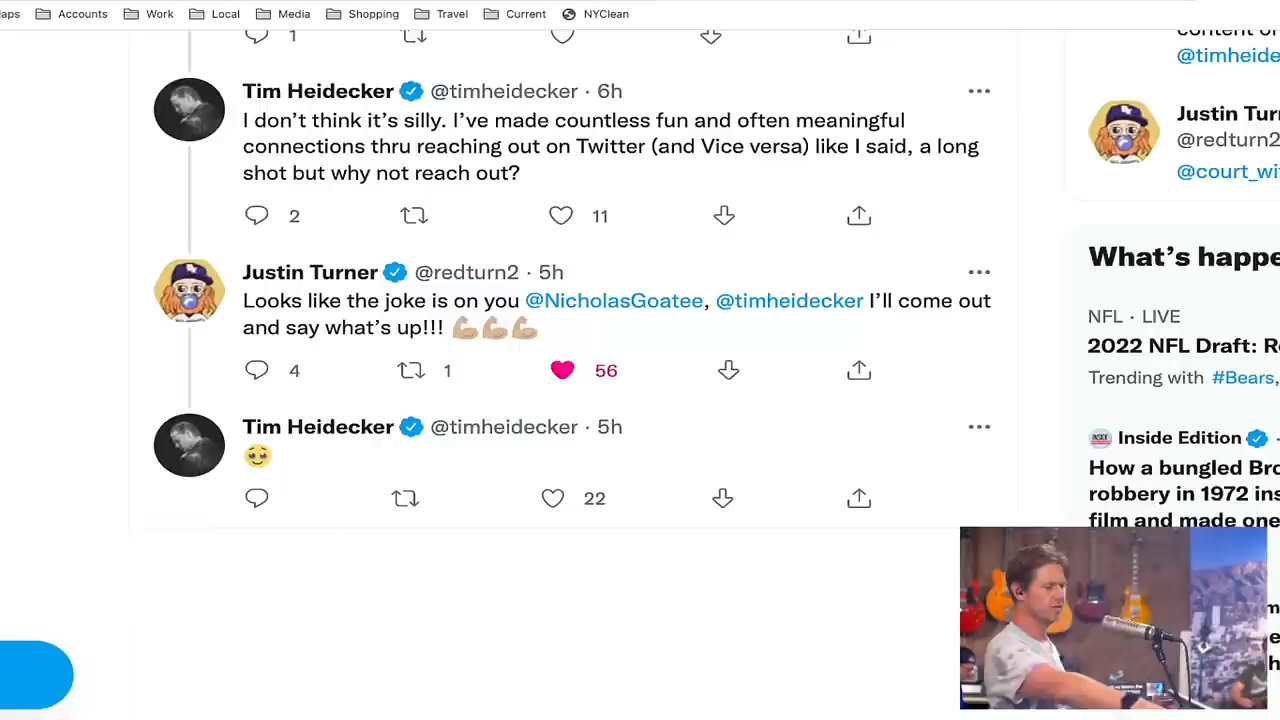 aps Accounts Work Local Media Shopping Travel Current NYClean
1
Tim Heidecker @timheidecker · 6h
I don't think it's silly. I've made countless fun and often meaningful
connections thru reaching out on Twitter (and Vice versa) like I said, a long
shot but why not reach out?
2 11
Justin Turner @redturn2 · 5h
Looks like the joke is on you @NicholasGoatee, @timheidecker I'll come out
and say what's up!!! 💪🏼💪🏼💪🏼
4 1 56
Tim Heidecker @timheidecker · 5h
🥹
22
content o
@timheide
Justin Tur
@redturn2
@court_wi
What's happe
NFL · LIVE
2022 NFL Draft: R
Trending with #Bears,
Inside Edition ·
How a bungled Bro
robbery in 1972 ins
film and made one